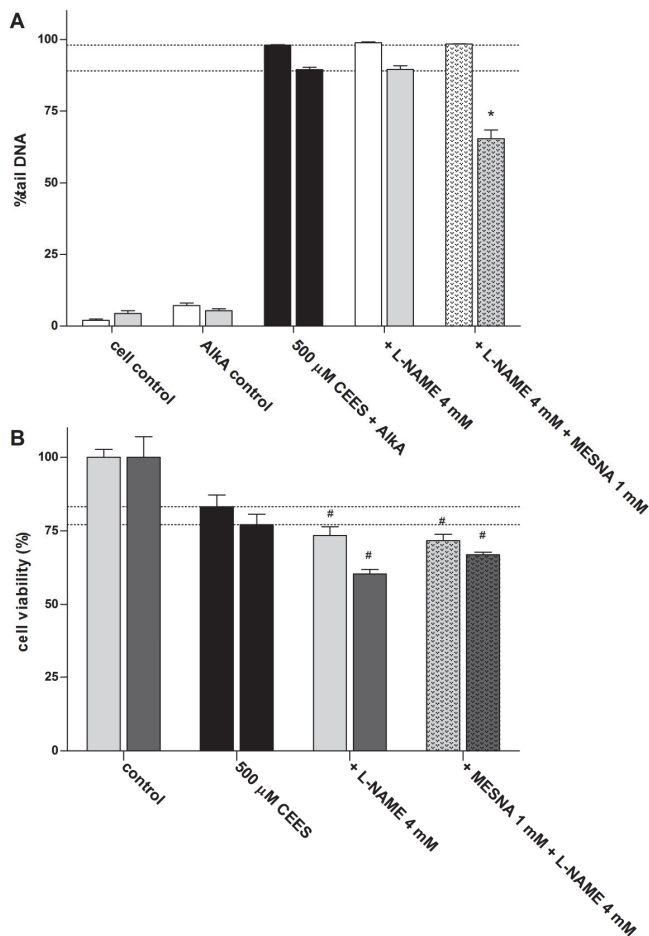 A
%tail DNA
100
75
50
25
0
*
cell control
AlkA control
500 µM CEES + AlkA
+ L-NAME 4 mM
+ L-NAME 4 mM + MESNA 1 mM
B
cell viability (%)
100
75
50
25
0
#
#
#
#
control
500 µM CEES
+ L-NAME 4 mM
+ MESNA 1 mM + L-NAME 4 mM